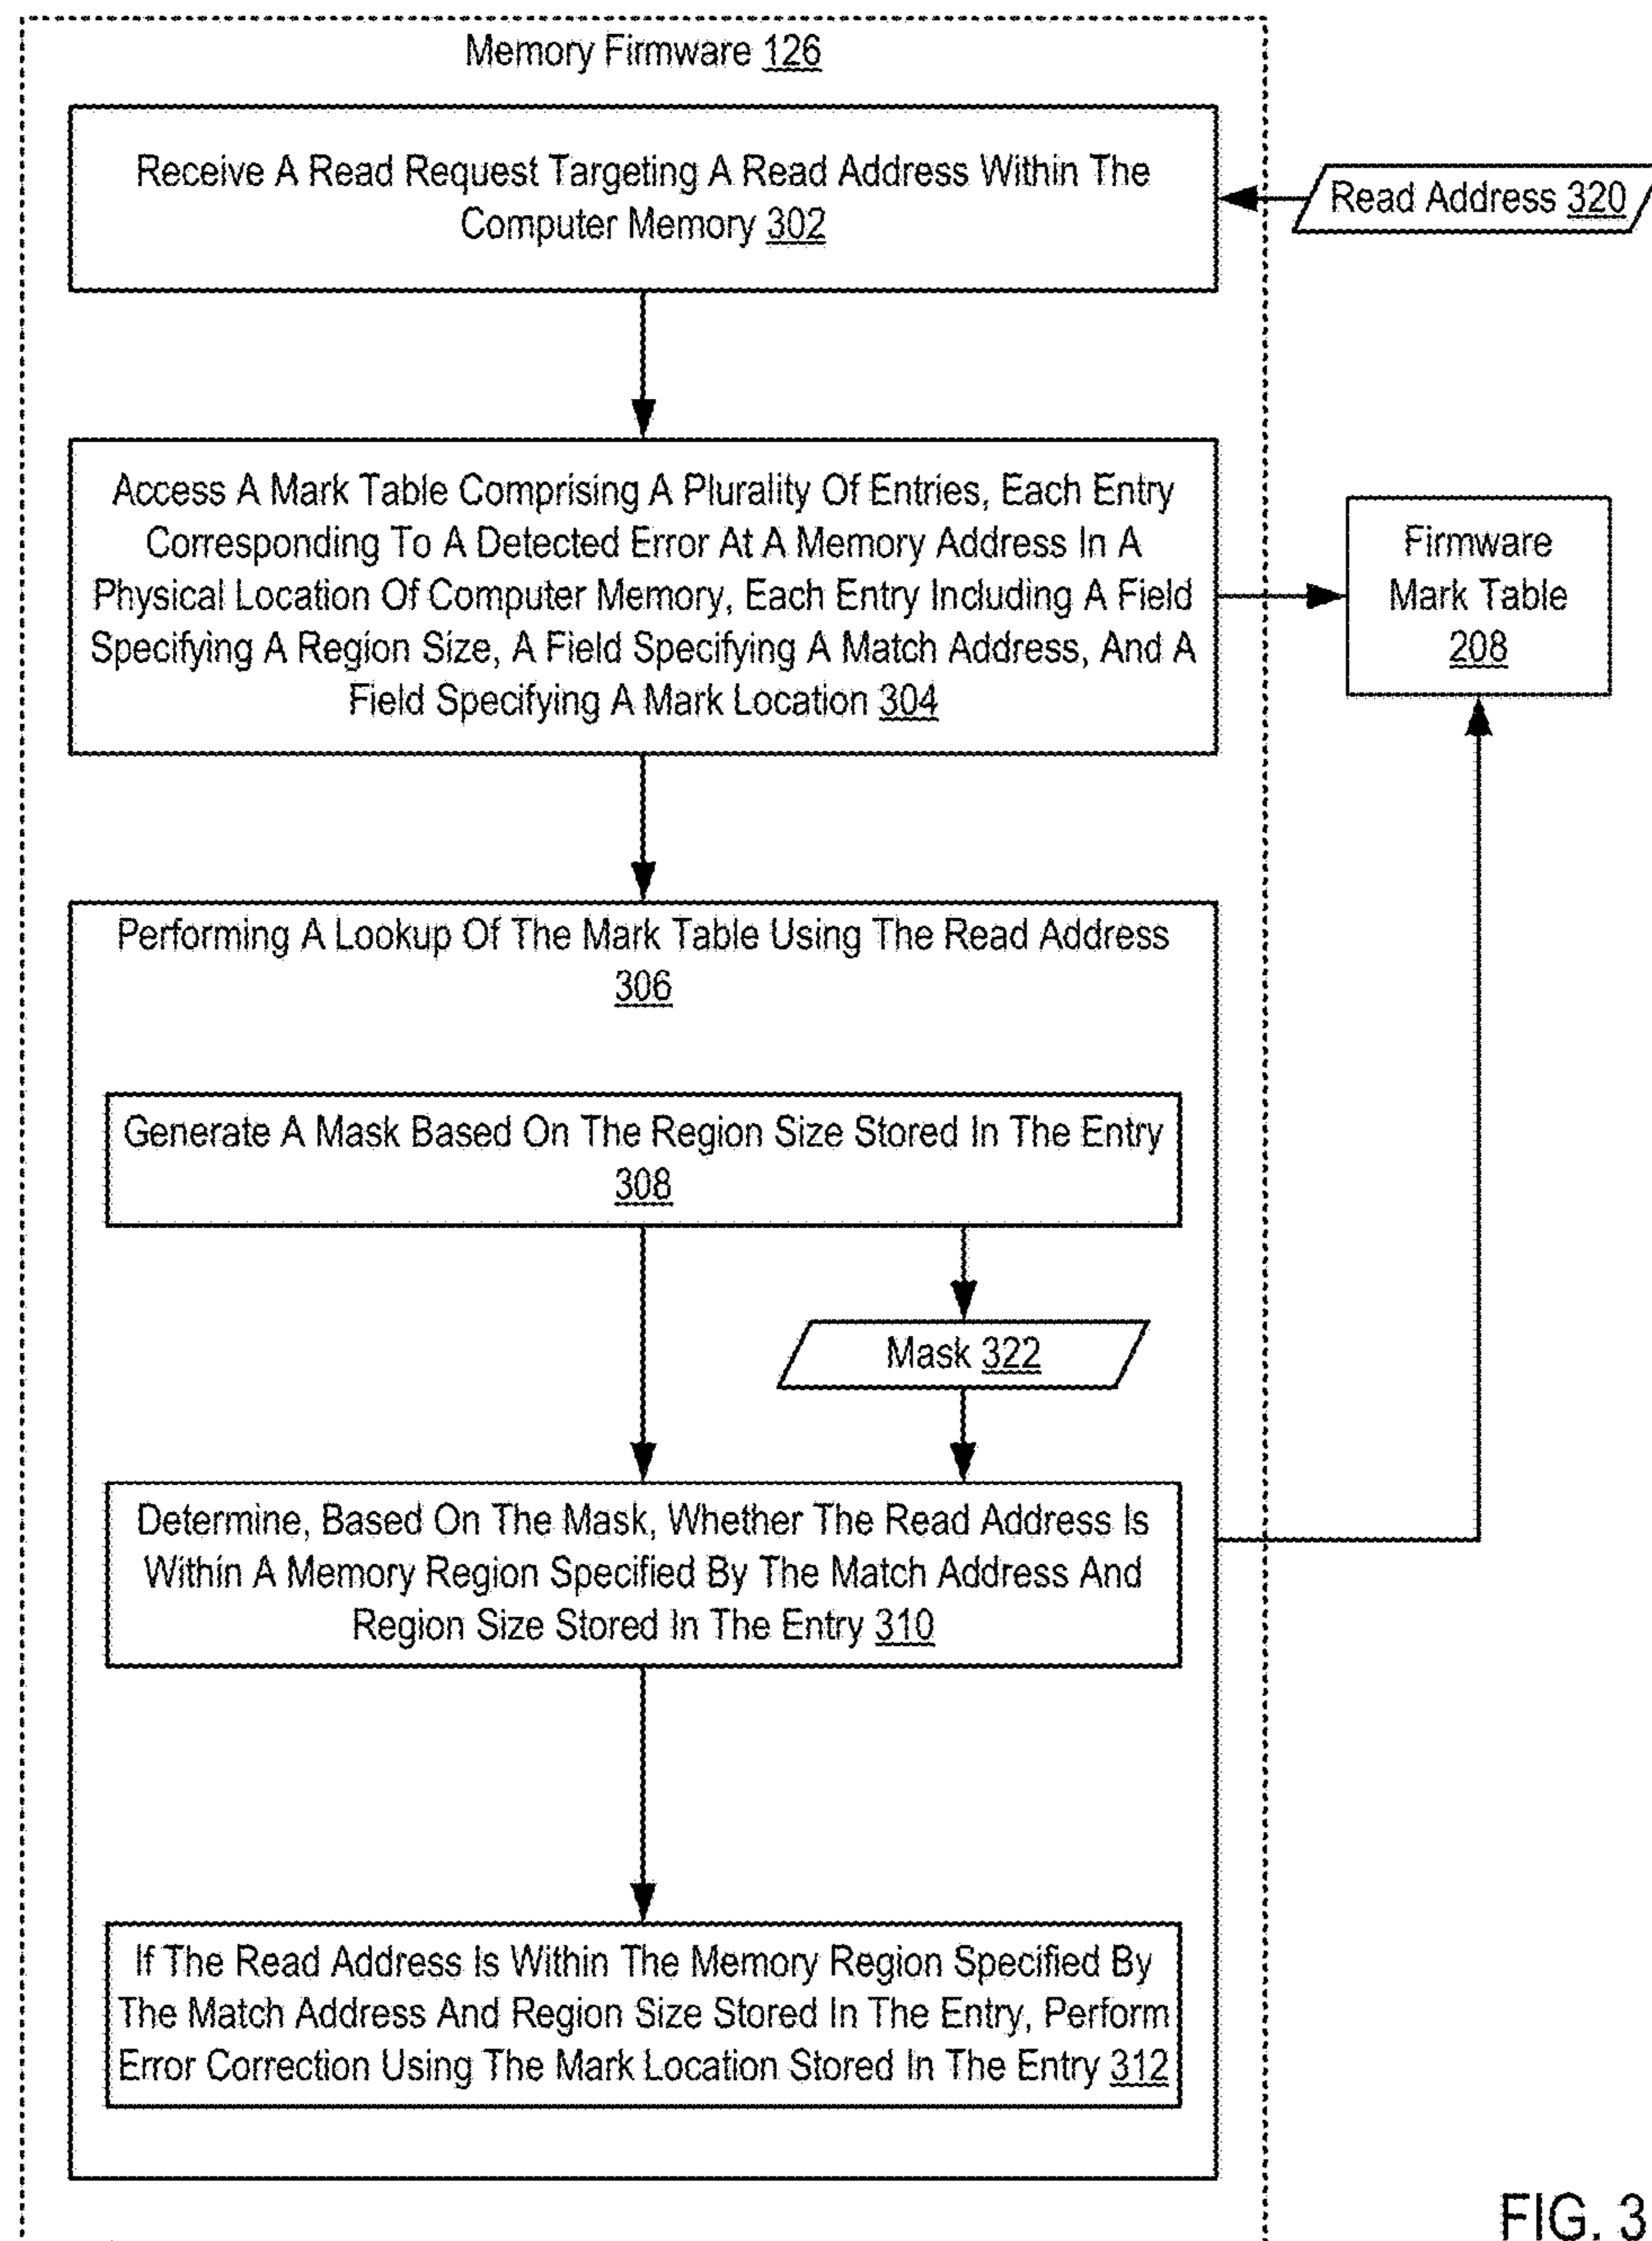 Memory Firmware 126
Receive A Read Request Targeting A Read Address Within The
Computer Memory 302
Read Address 320
Access A Mark Table Comprising A Plurality Of Entries, Each Entry
Corresponding To A Detected Error At A Memory Address In A
Physical Location Of Computer Memory, Each Entry Including A Field
Specifying A Region Size, A Field Specifying A Match Address, And A
Field Specifying A Mark Location 304
Firmware
Mark Table
208
Performing A Lookup Of The Mark Table Using The Read Address
306
Generate A Mask Based On The Region Size Stored In The Entry
308
Mask 322
Determine, Based On The Mask, Whether The Read Address Is
Within A Memory Region Specified By The Match Address And
Region Size Stored In The Entry 310
If The Read Address Is Within The Memory Region Specified By
The Match Address And Region Size Stored In The Entry, Perform
Error Correction Using The Mark Location Stored In The Entry 312
FIG. 3